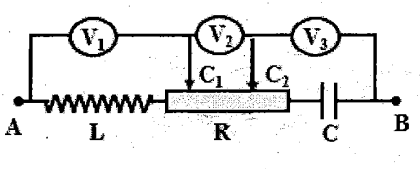 V₁ V₂ V₃
C₁ C₂
A L R C B